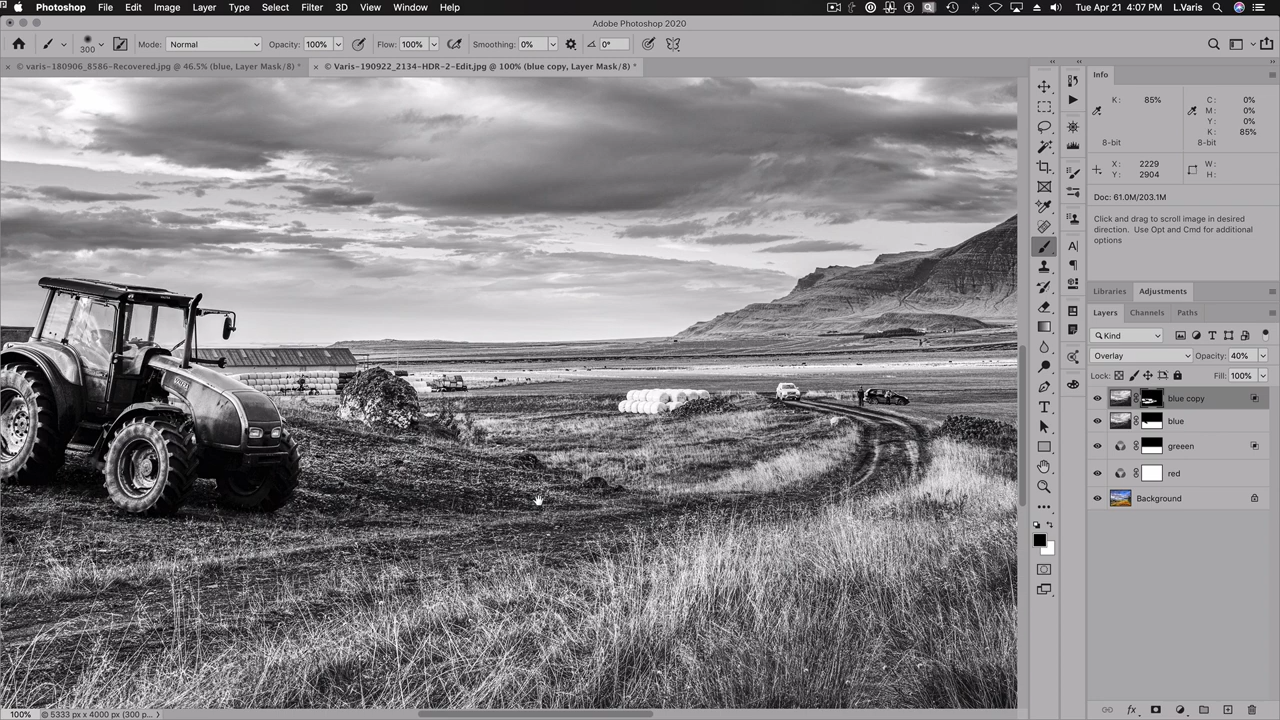 Photoshop File Edit Image Layer Type Select Filter 3D View Window Help Tue Apr 21 4:07 PM L.Varis
Adobe Photoshop 2020
300 Mode: Normal Opacity: 100% Flow: 100% Smoothing: 0% 0°
× © varis-180906_8586-Recovered.jpg @ 46.5% (blue, Layer Mask/8) * × © Varis-190922_2134-HDR-2-Edit.jpg @ 100% (blue copy, Layer Mask/8) *
Info
K: 85% C: 0%
M: 0%
Y: 0%
K: 85%
8-bit 8-bit
X: 2229 W:
Y: 2904 H:
Doc: 61.0M/203.1M
Click and drag to scroll image in desired
direction. Use Opt and Cmd for additional
options
Libraries Adjustments
Layers Channels Paths
Kind
Overlay Opacity: 40%
Lock: Fill: 100%
blue copy
blue
greeen
red
Background
100% © 5333 px x 4000 px (300 p...